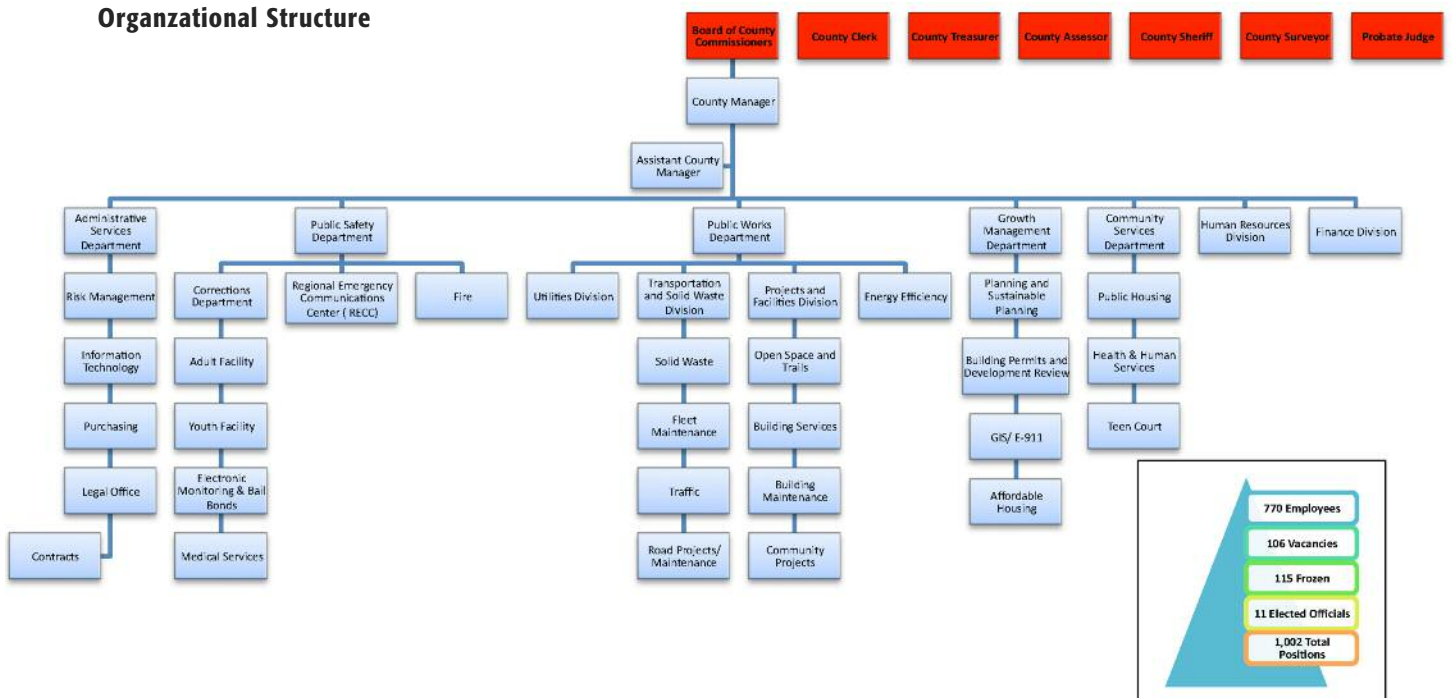 Organzational Structure
Board of County
Commissioners
County Clerk
County Treasurer
County Assessor
County Sheriff
County Surveyor
Probate Judge
County Manager
Assistant County
Manager
Administrative
Services
Department
Public Safety
Department
Public Works
Department
Growth
Management
Department
Community
Services
Department
Human Resources
Division
Finance Division
Risk Management
Corrections
Department
Regional Emergency
Communications
Center ( RECC)
Fire
Utilities Division
Transportation
and Solid Waste
Division
Projects and
Facilities Division
Energy Efficiency
Planning and
Sustainable
Planning
Public Housing
Information
Technology
Adult Facility
Solid Waste
Open Space and
Trails
Building Permits and
Development Review
Health & Human
Services
Purchasing
Youth Facility
Fleet
Maintenance
Building Services
GIS/ E-911
Teen Court
Legal Office
Electronic
Monitoring & Bail
Bonds
Traffic
Building
Maintenance
Affordable
Housing
Contracts
Medical Services
Road Projects/
Maintenance
Community
Projects
770 Employees
106 Vacancies
115 Frozen
11 Elected Officials
1,002 Total
Positions